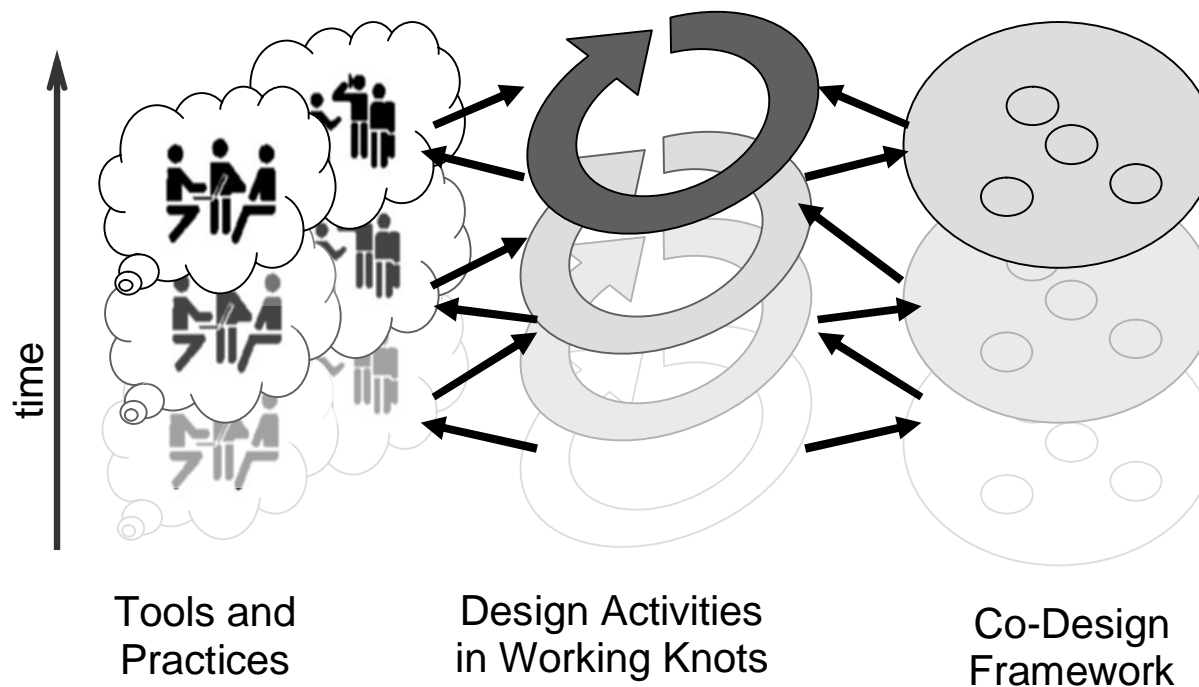 time
Tools and
Practices
Design Activities
in Working Knots
Co-Design
Framework